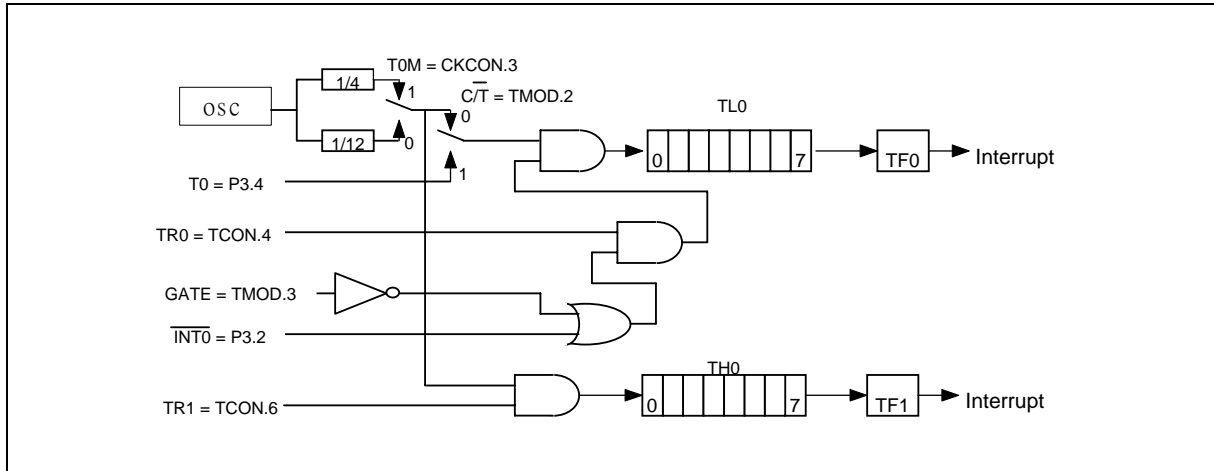 T0M = CKCON.3
1/4
1
C/T̅ = TMOD.2
OSC
0
TL0
1/12
0
0 7
TF0
Interrupt
T0 = P3.4
1
TR0 = TCON.4
GATE = TMOD.3
I̅N̅T̅0̅ = P3.2
TH0
0 7
TF1
Interrupt
TR1 = TCON.6